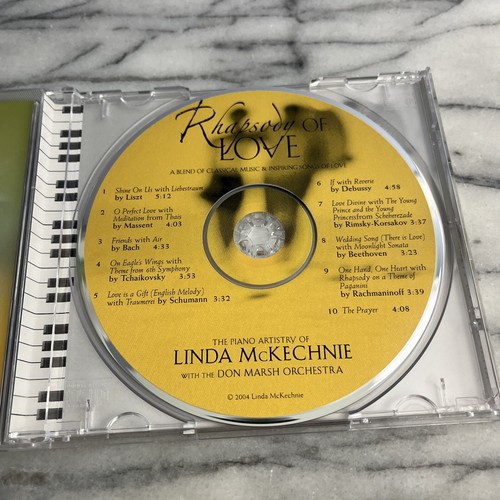 Rhapsody OF
LOVE
A BLEND OF CLASSICAL MUSIC & INSPIRING SONGS OF LOVE
1 Shine On Us with Liebestraum
by Liszt 5:12
2 O Perfect Love with
Meditation from Thais
by Massent 4:03
3 Friends with Air
by Bach 4:33
4 On Eagle's Wings with
Theme from 6th Symphony
by Tchaikovsky 3:53
5 Love is a Gift (English Melody)
with Traumerei by Schumann 3:32
6 If with Reverie
by Debussy 4:58
7 Love Divine with The Young
Prince and the Young
Princess from Scheherzade
by Rimsky-Korsakov 3:37
8 Wedding Song (There is Love)
with Moonlight Sonata
by Beethoven 3:23
9 One Hand, One Heart with
Rhapsody on a Theme of
Paganini
by Rachmaninoff 3:39
10 The Prayer 4:08
THE PIANO ARTISTRY OF
LINDA MCKECHNIE
WITH THE DON MARSH ORCHESTRA
© 2004 Linda McKechnie